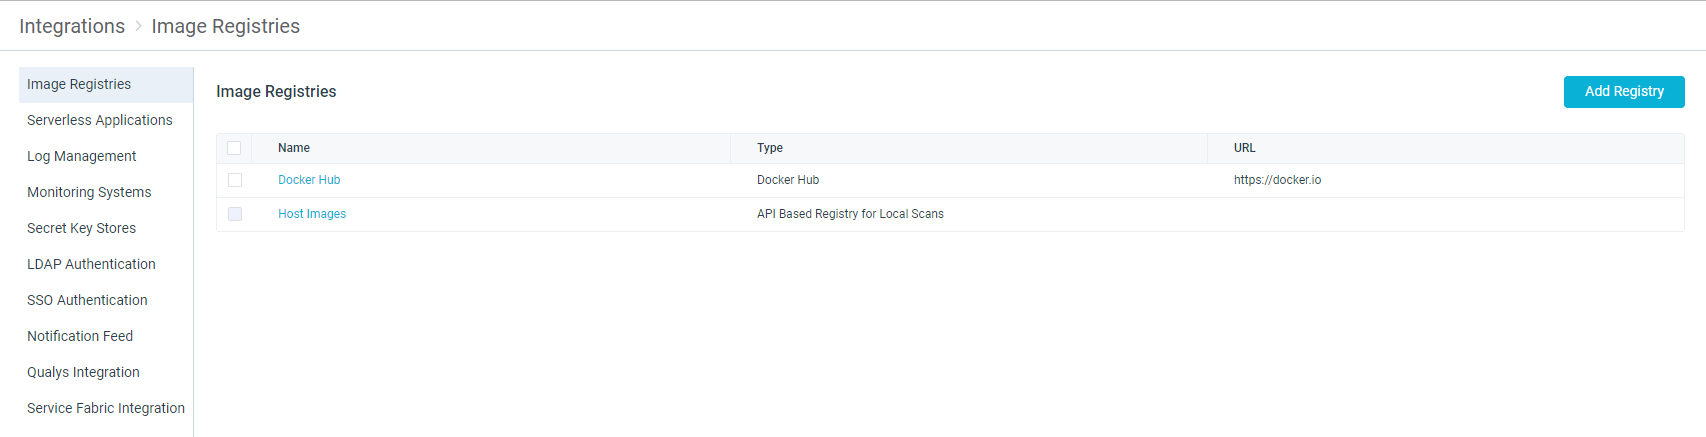 Integrations > Image Registries
Image Registries
Serverless Applications
Log Management
Monitoring Systems
Secret Key Stores
LDAP Authentication
SSO Authentication
Notification Feed
Qualys Integration
Service Fabric Integration
Image Registries
Add Registry
Name Type URL
Docker Hub Docker Hub https://docker.io
Host Images API Based Registry for Local Scans